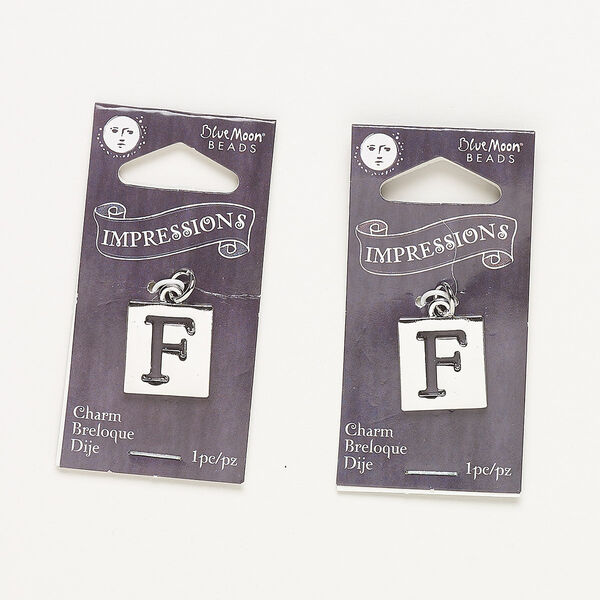 Blue Moon®
BEADS
IMPRESSIONS
F
Charm
Breloque
Dije
1pc/pz
Blue Moon®
BEADS
IMPRESSIONS
F
Charm
Breloque
Dije
1pc/pz